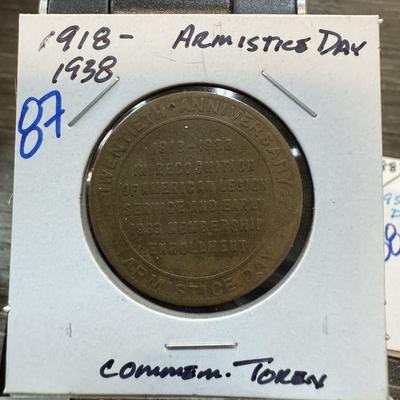 1918- ARMISTICE DAY
1938
87
TWENTIETH ANNIVERSARY
1918-1938
IN RECOGNITION
OF AMERICAN LEGION
SERVICE AND EARLY
1939 MEMBERSHIP
ENROLLMENT
ARMISTICE DAY
COMMEM. TOKEN